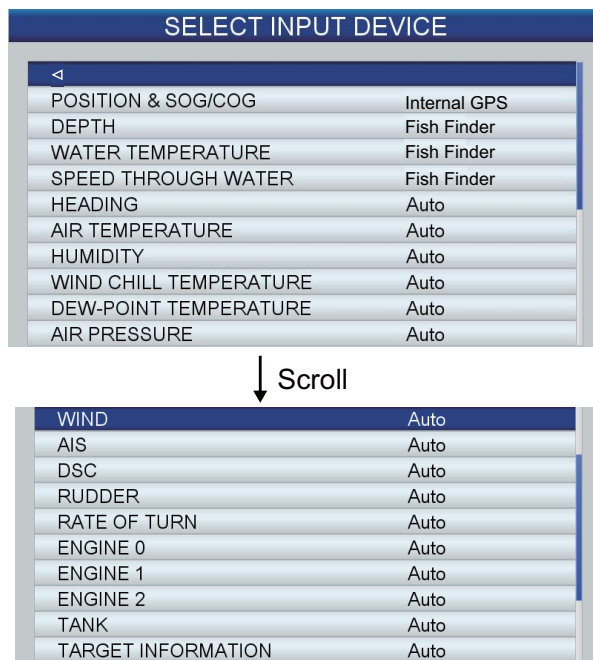 SELECT INPUT DEVICE
POSITION & SOG/COG Internal GPS
DEPTH Fish Finder
WATER TEMPERATURE Fish Finder
SPEED THROUGH WATER Fish Finder
HEADING Auto
AIR TEMPERATURE Auto
HUMIDITY Auto
WIND CHILL TEMPERATURE Auto
DEW-POINT TEMPERATURE Auto
AIR PRESSURE Auto
Scroll
WIND Auto
AIS Auto
DSC Auto
RUDDER Auto
RATE OF TURN Auto
ENGINE 0 Auto
ENGINE 1 Auto
ENGINE 2 Auto
TANK Auto
TARGET INFORMATION Auto